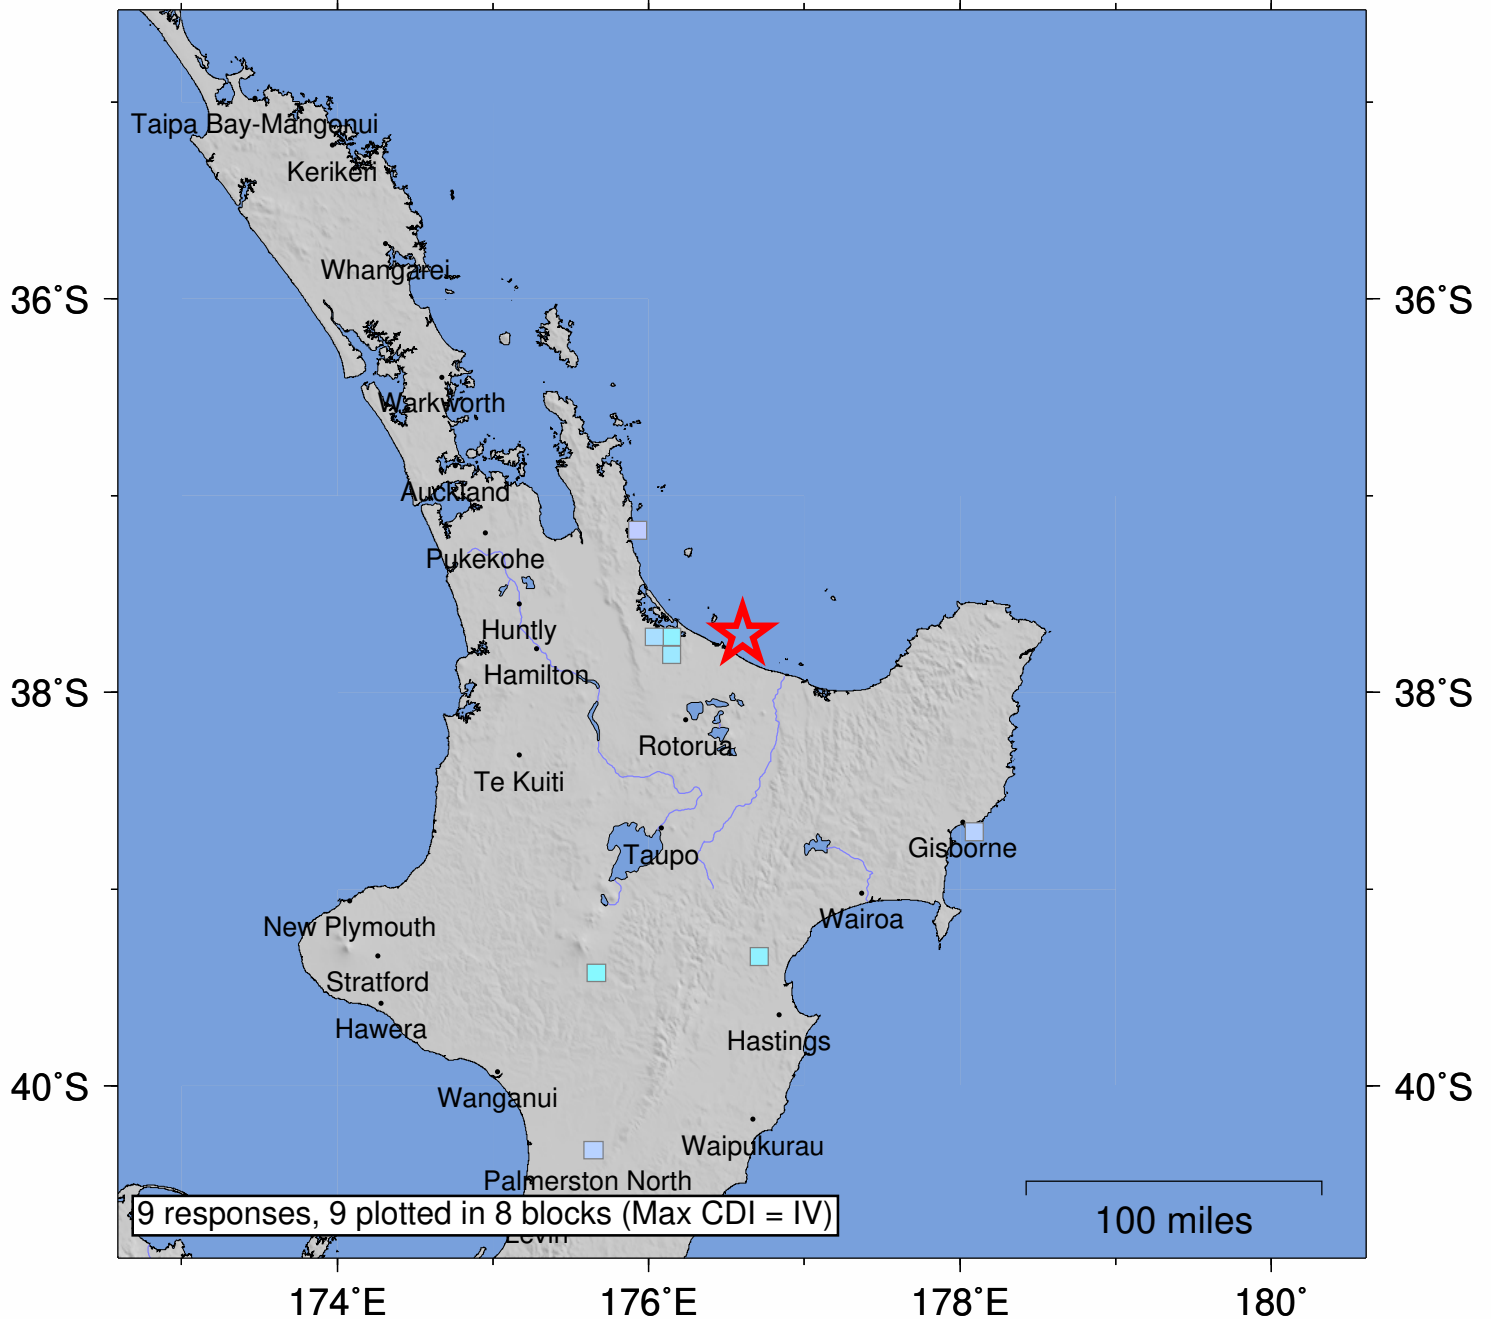 Taipa Bay-Mangonui
Kerikeri
Whangarei
36˚S
36˚S
Warkworth
Auckland
Pukekohe
Huntly
Hamilton
38˚S
38˚S
Rotorua
Te Kuiti
Taupo
Gisborne
Wairoa
New Plymouth
Stratford
Hawera
Hastings
40˚S
40˚S
Wanganui
Waipukurau
Palmerston North
9 responses, 9 plotted in 8 blocks (Max CDI = IV)
100 miles
Levin
174˚E
176˚E
178˚E
180˚